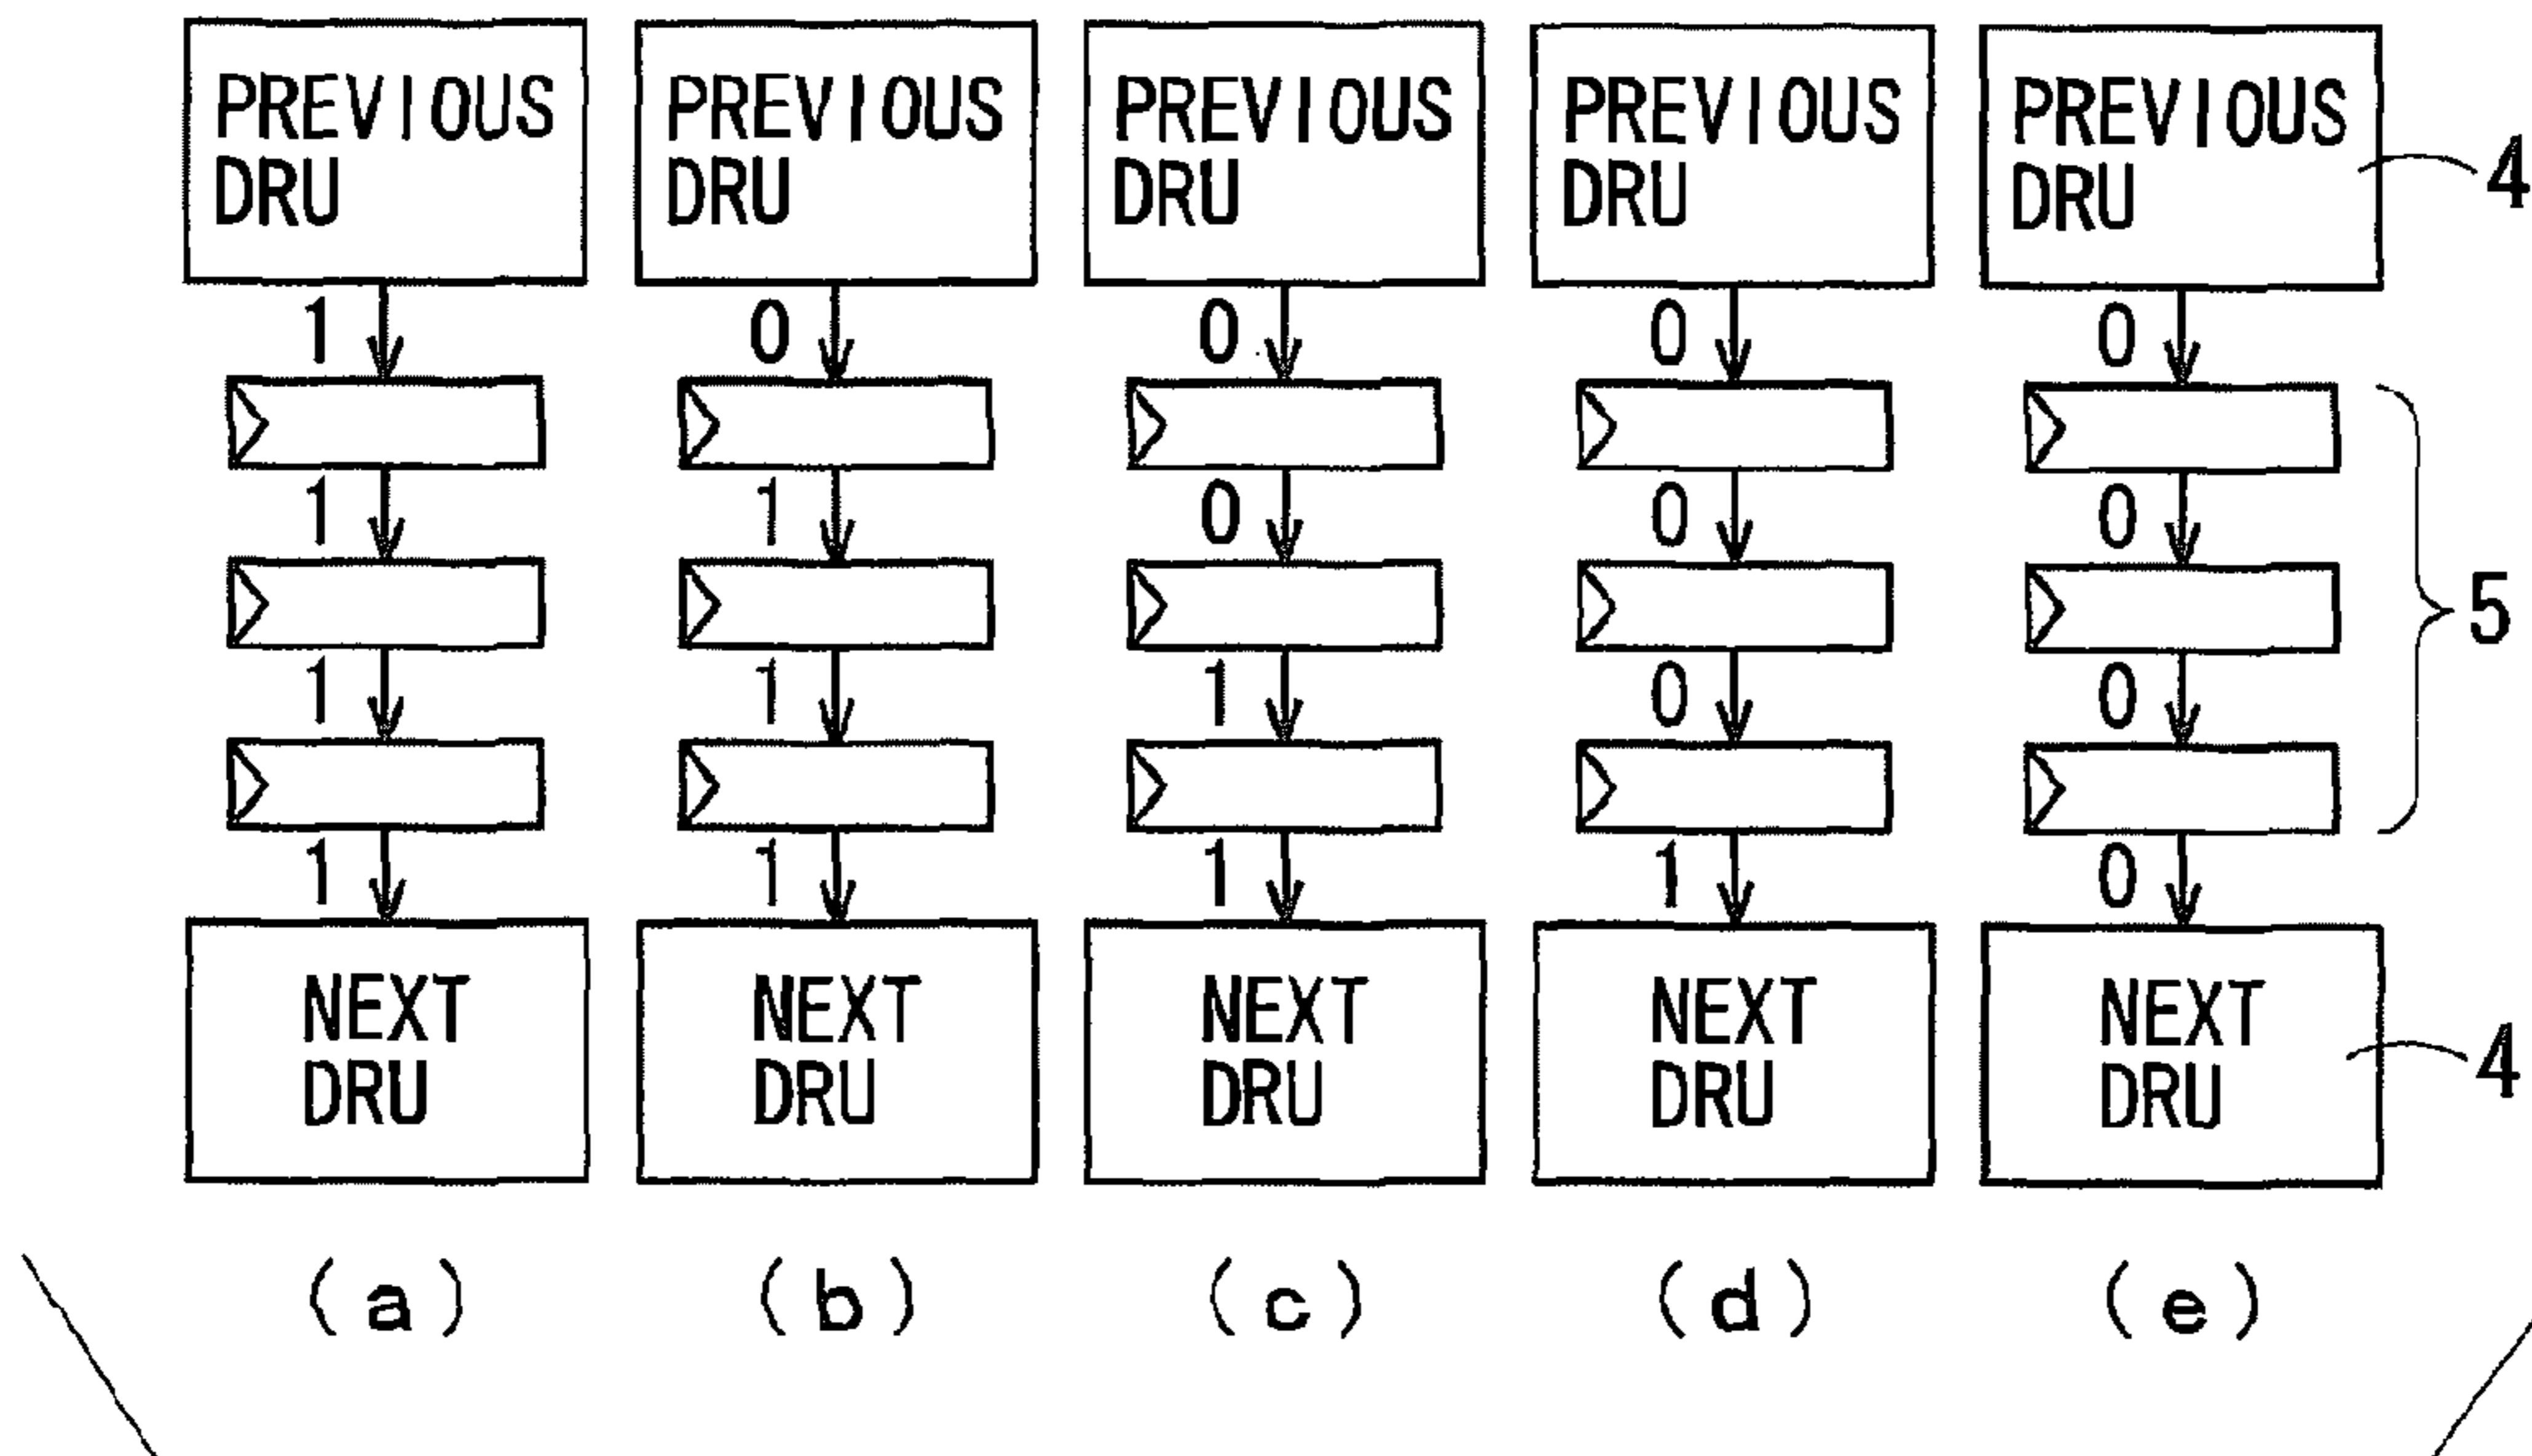 PREVIOUS PREVIOUS PREVIOUS PREVIOUS PREVIOUS
DRU DRU DRU DRU DRU 4
1 0 0 0 0
1 1 0 0 0
5
1 1 1 0 0
1 1 1 1 0
NEXT NEXT NEXT NEXT NEXT
DRU DRU DRU DRU DRU 4
(a) (b) (c) (d) (e)